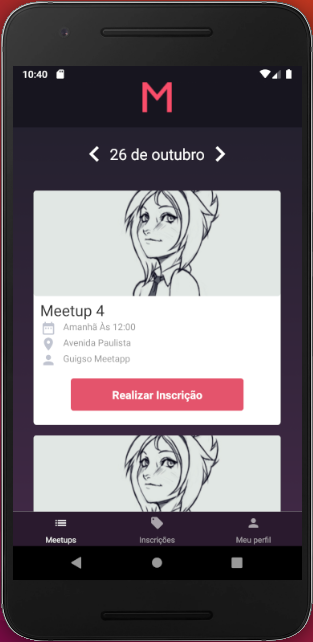 10:40
M
26 de outubro
Meetup 4
Amanhã Às 12:00
Avenida Paulista
Guigso Meetapp
Realizar Inscrição
Meetups
Inscrições
Meu perfil